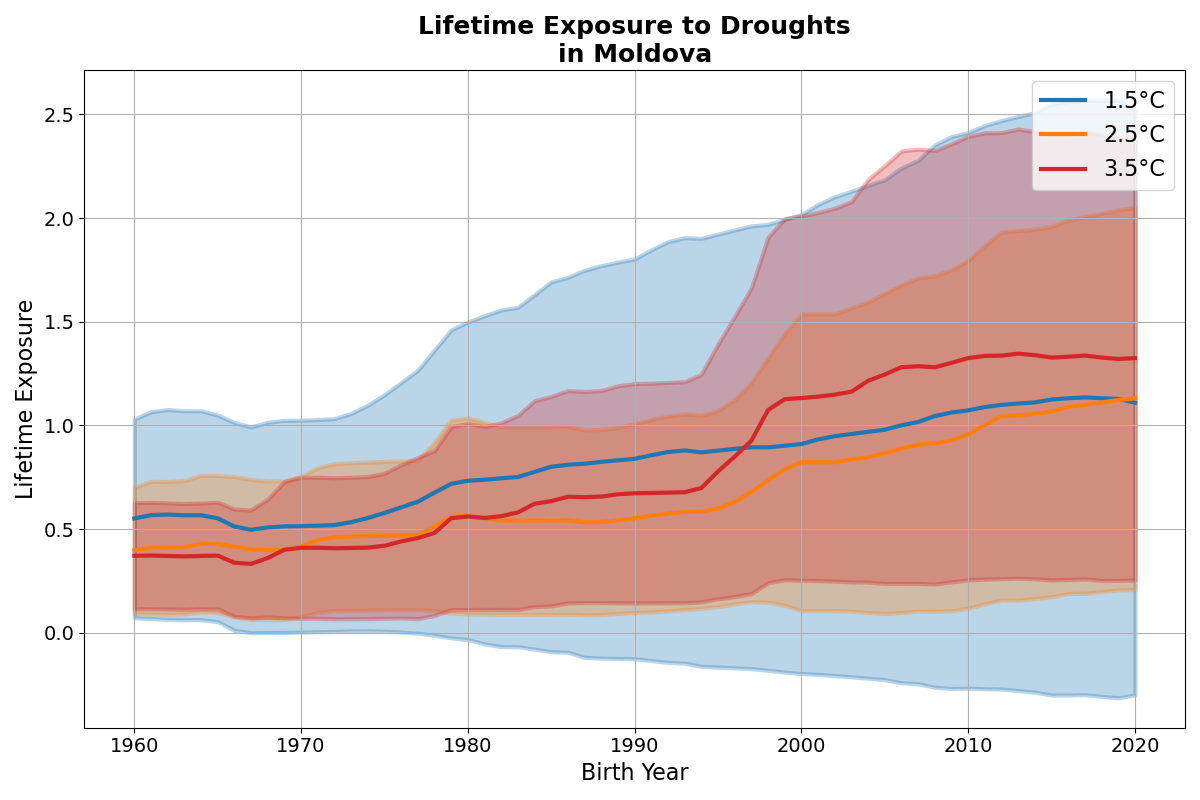 Lifetime Exposure to Droughts
in Moldova
2.5
2.0
1.5
1.0
0.5
0.0
Lifetime Exposure
1.5°C
2.5°C
3.5°C
1960 1970 1980 1990 2000 2010 2020
Birth Year